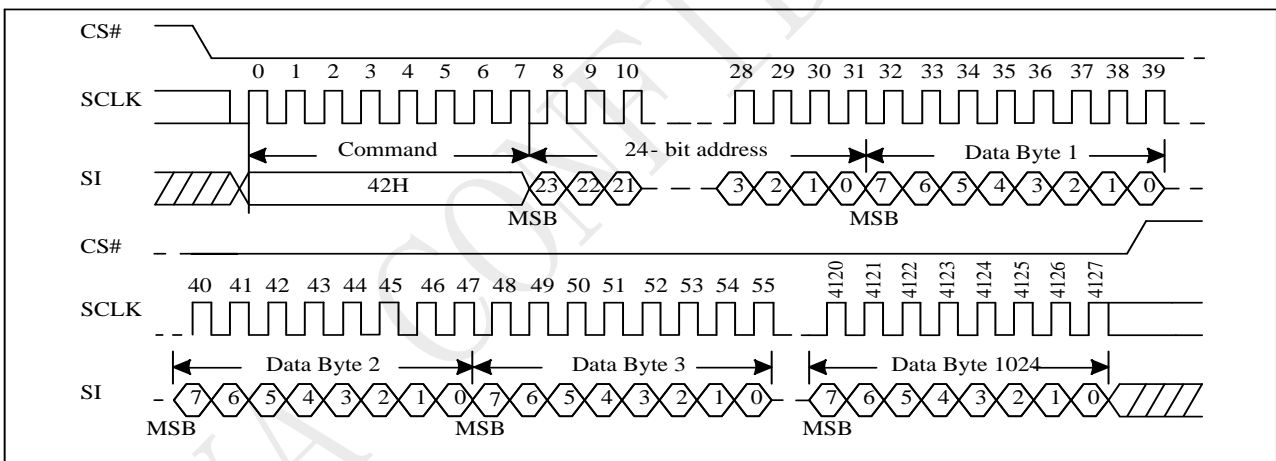 CS#
0 1 2 3 4 5 6 7 8 9 10 28 29 30 31 32 33 34 35 36 37 38 39
SCLK
Command 24- bit address Data Byte 1
SI 42H 23 22 21 3 2 1 0 7 6 5 4 3 2 1 0
MSB MSB
CS#
40 41 42 43 44 45 46 47 48 49 50 51 52 53 54 55 4120 4121 4122 4123 4124 4125 4126 4127
SCLK
Data Byte 2 Data Byte 3 Data Byte 1024
SI 7 6 5 4 3 2 1 0 7 6 5 4 3 2 1 0 7 6 5 4 3 2 1 0
MSB MSB MSB